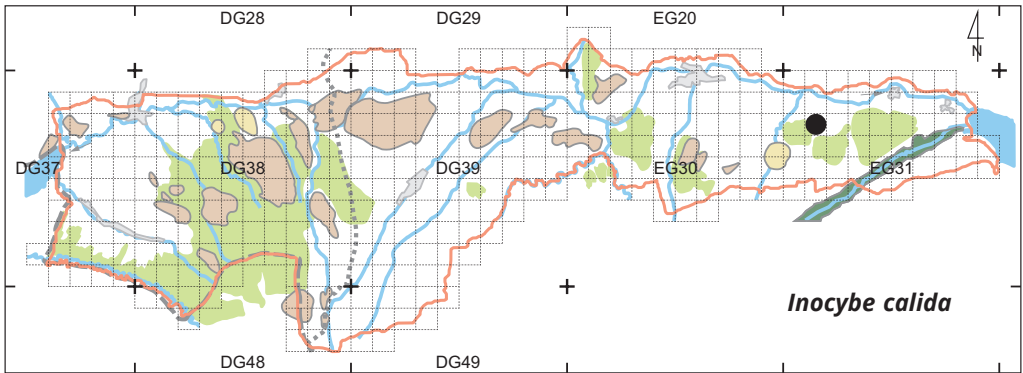 DG28 DG29 EG20
N
DG37 DG38 DG39 EG30 EG31
Inocybe calida
DG48 DG49